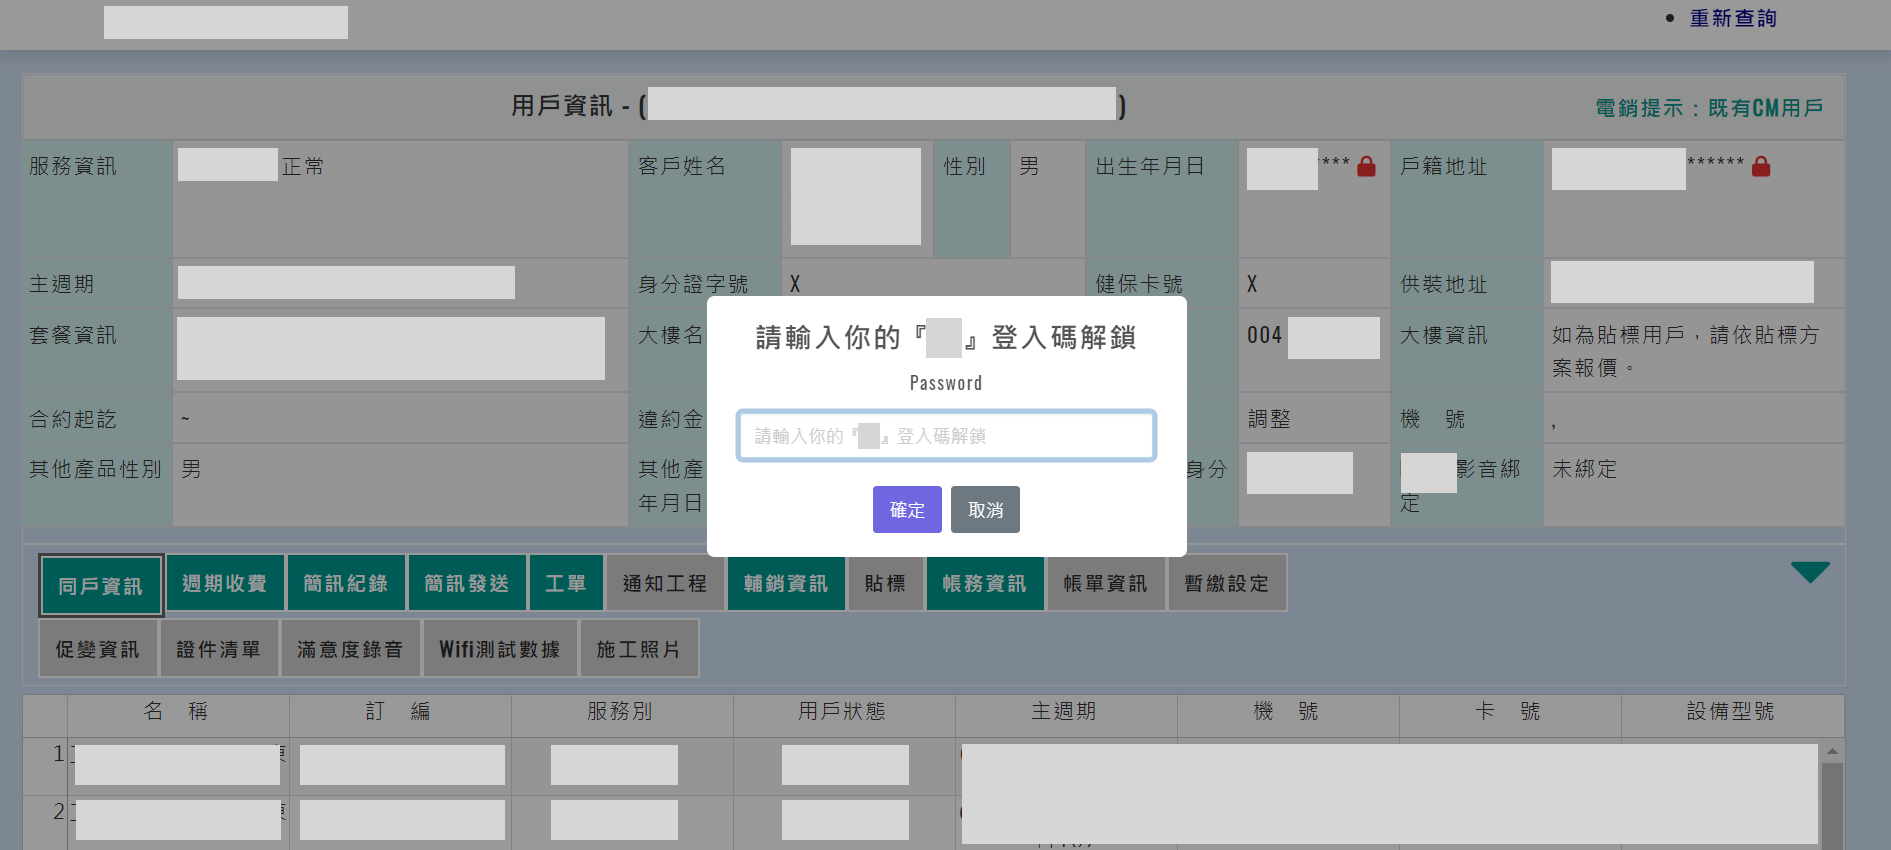 重新查詢
用戶資訊 - ( )
電銷提示：既有CM用戶
服務資訊 正常 客戶姓名 性別 男 出生年月日 **** 戶籍地址 ******
主週期 身分證字號 X 健保卡號 X 供裝地址
套餐資訊 大樓名 004 大樓資訊 如為貼標用戶，請依貼標方
案報價。
合約起訖 ~ 違約金 調整 機 號 ,
其他產品性別 男 其他產 身分 影音綁 未綁定
年月日 定
請輸入你的『 』登入碼解鎖
Password
請輸入你的『 』登入碼解鎖
確定 取消
同戶資訊 週期收費 簡訊紀錄 簡訊發送 工單 通知工程 輔銷資訊 貼標 帳務資訊 帳單資訊 暫繳設定
促變資訊 證件清單 滿意度錄音 Wifi測試數據 施工照片
名 稱 訂 編 服務別 用戶狀態 主週期 機 號 卡 號 設備型號
1
2